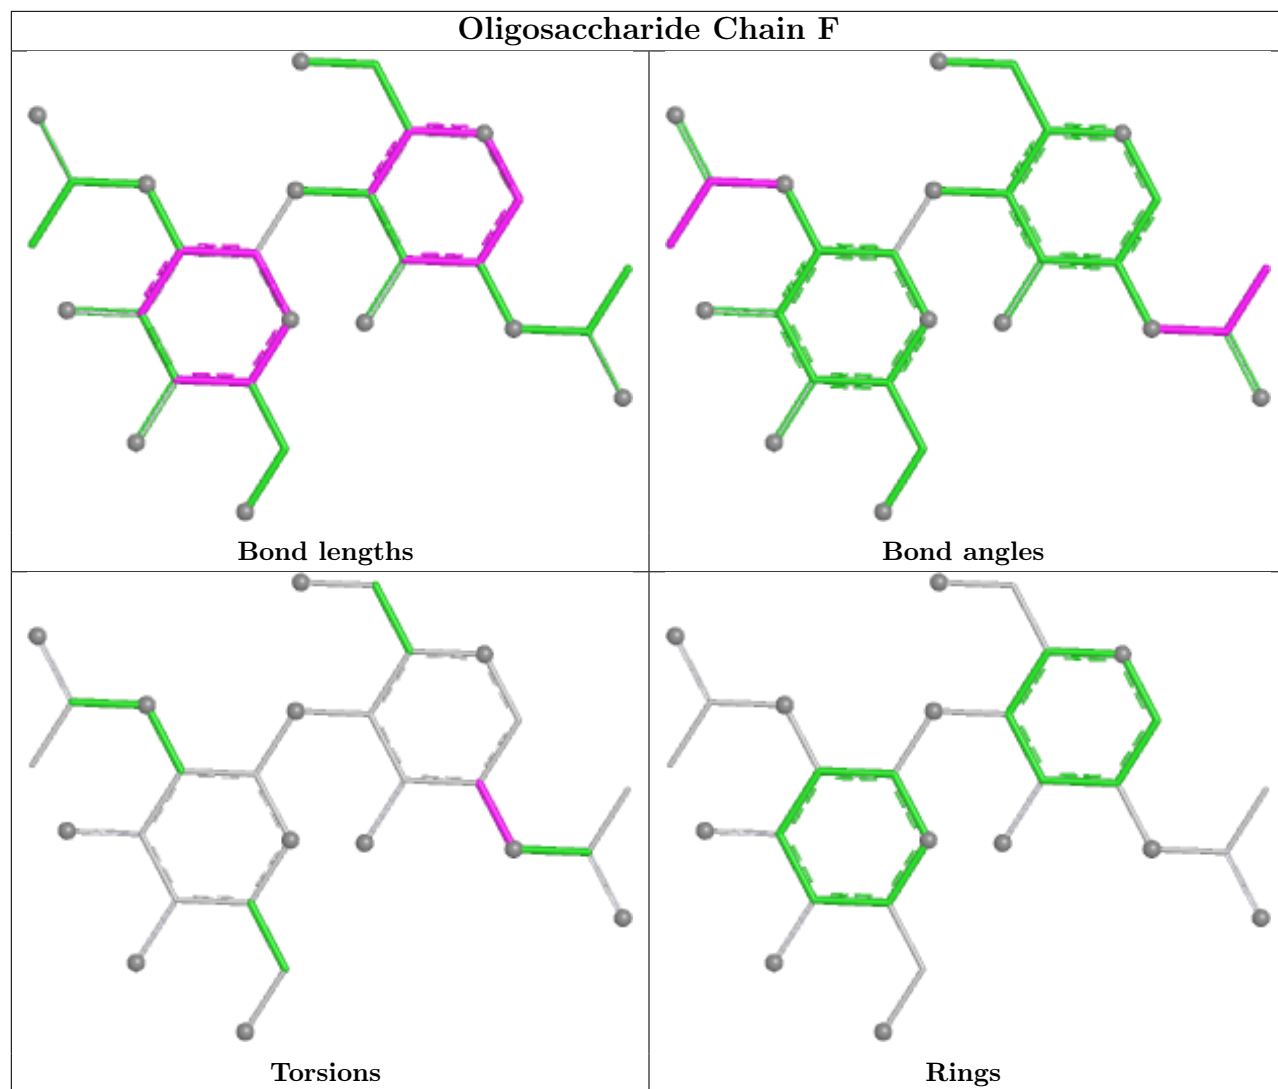 Oligosaccharide Chain F
Bond lengths
Bond angles
Torsions
Rings